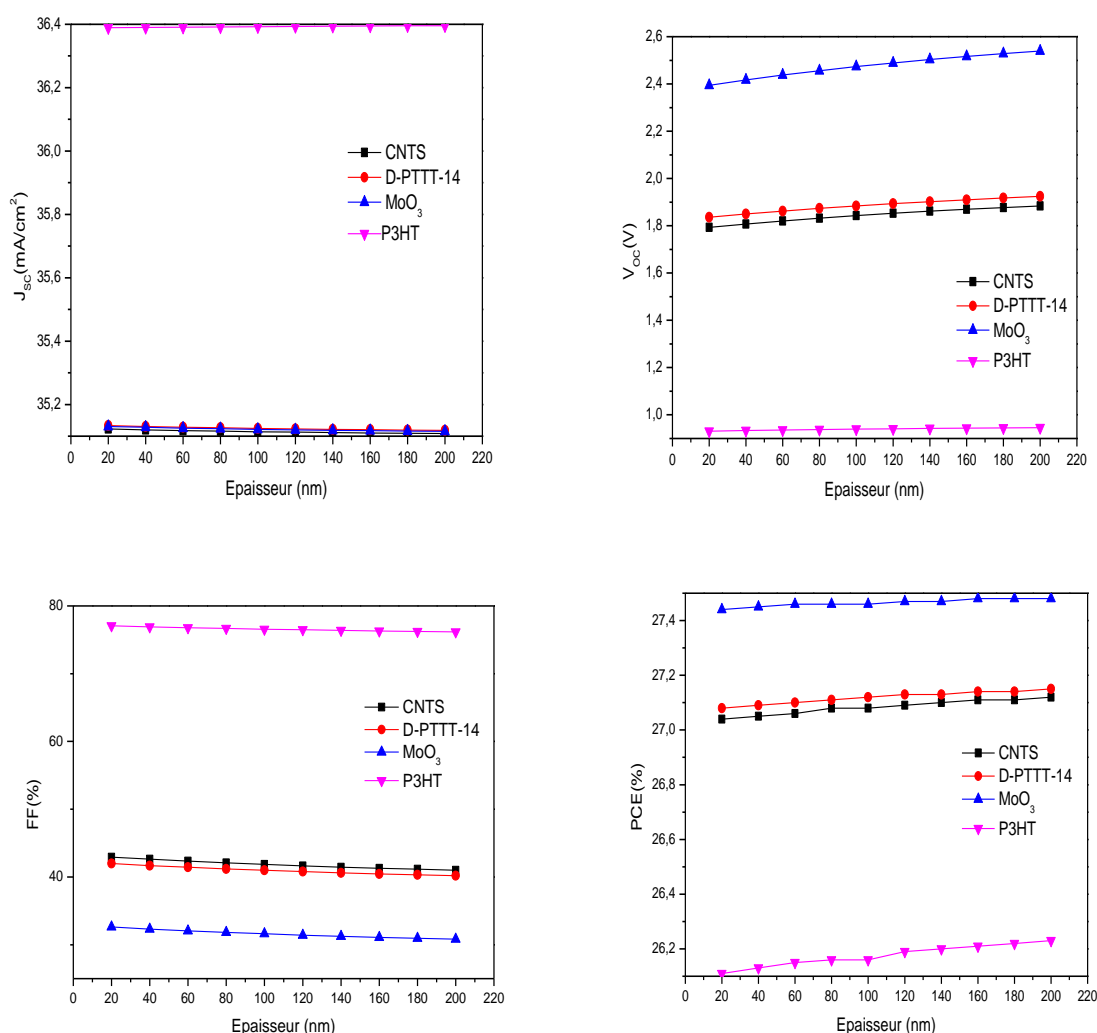 36,4
36,2
36,0
35,8
35,6
35,4
35,2
J_SC(mA/cm²)
CNTS
D-PTTT-14
MoO₃
P3HT
0 20 40 60 80 100 120 140 160 180 200 220
Epaisseur (nm)
2,6
2,4
2,2
2,0
1,8
1,6
1,4
1,2
1,0
V_OC(V)
CNTS
D-PTTT-14
MoO₃
P3HT
0 20 40 60 80 100 120 140 160 180 200 220
Epaisseur (nm)
80
60
40
FF(%)
CNTS
D-PTTT-14
MoO₃
P3HT
0 20 40 60 80 100 120 140 160 180 200 220
Epaisseur (nm)
27,4
27,2
27,0
26,8
26,6
26,4
26,2
PCE(%)
CNTS
D-PTTT-14
MoO₃
P3HT
0 20 40 60 80 100 120 140 160 180 200 220
Epaisseur (nm)